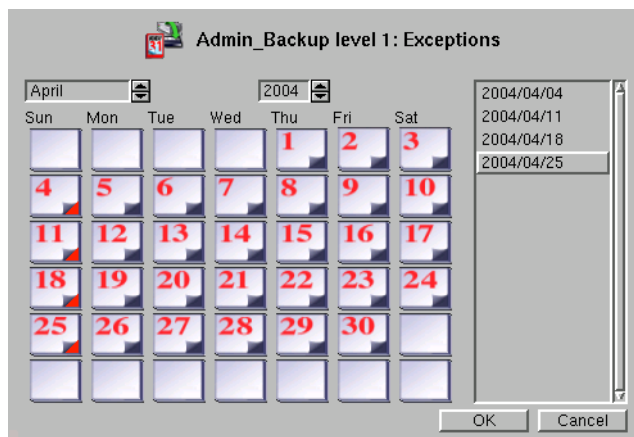 31
Admin_Backup level 1: Exceptions
April 2004
Sun Mon Tue Wed Thu Fri Sat
1 2 3
4 5 6 7 8 9 10
11 12 13 14 15 16 17
18 19 20 21 22 23 24
25 26 27 28 29 30
2004/04/04
2004/04/11
2004/04/18
2004/04/25
OK Cancel